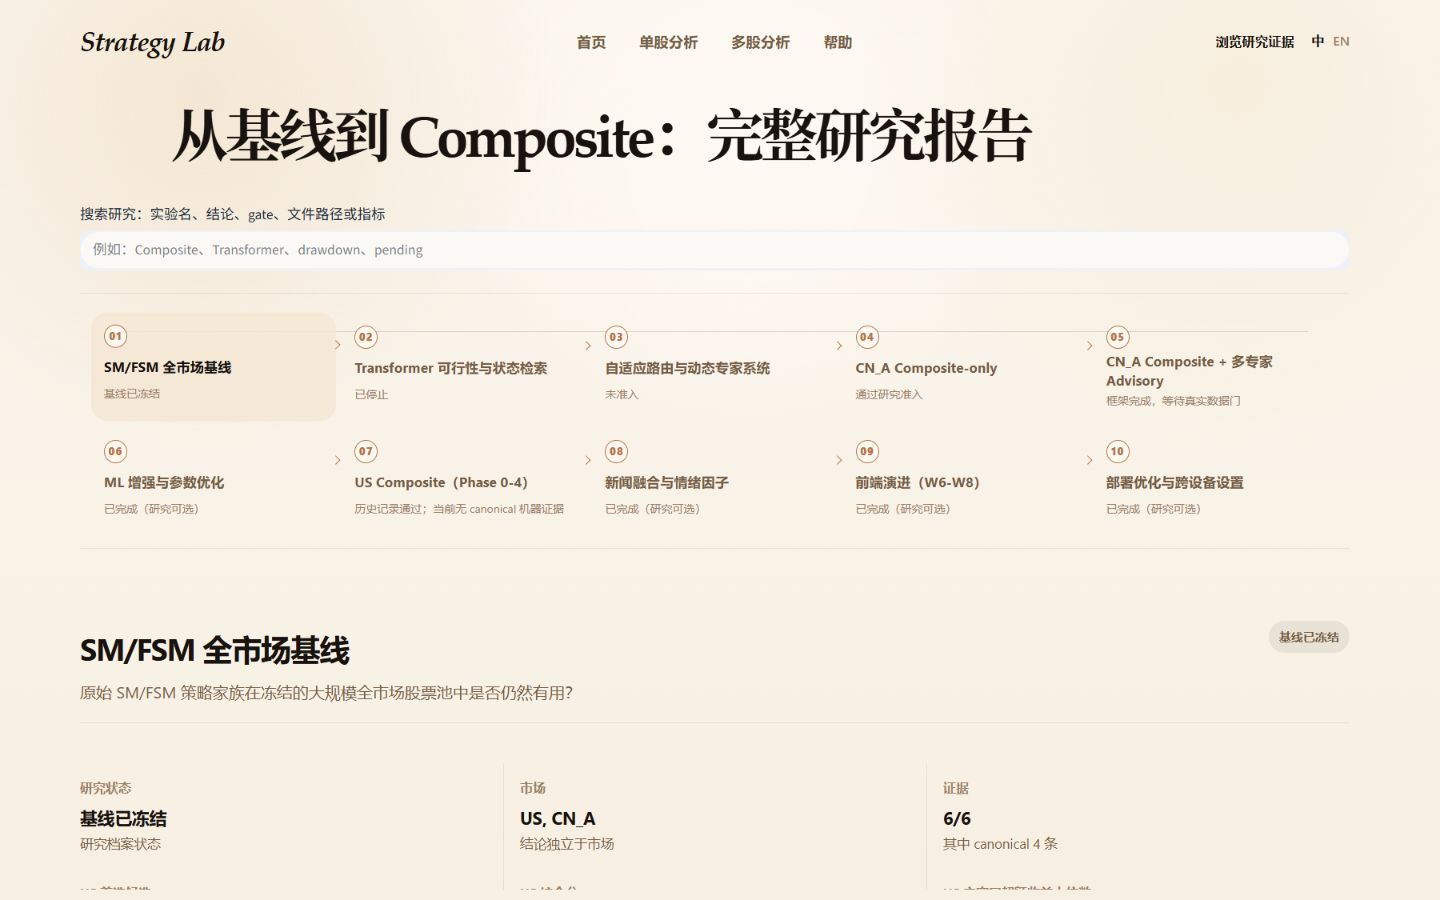 Strategy Lab
首页 单股分析 多股分析 帮助
浏览研究证据 中 EN
从基线到 Composite：完整研究报告
搜索研究：实验名、结论、gate、文件路径或指标
例如：Composite、Transformer、drawdown、pending
01
SM/FSM 全市场基线
基线已冻结
02
Transformer 可行性与状态检索
已停止
03
自适应路由与动态专家系统
未准入
04
CN_A Composite-only
通过研究准入
05
CN_A Composite + 多专家
Advisory
框架完成，等待真实数据门
06
ML 增强与参数优化
已完成（研究可选）
07
US Composite（Phase 0-4）
历史记录通过；当前无 canonical 机器证据
08
新闻融合与情绪因子
已完成（研究可选）
09
前端演进（W6-W8）
已完成（研究可选）
10
部署优化与跨设备设置
已完成（研究可选）
SM/FSM 全市场基线
基线已冻结
原始 SM/FSM 策略家族在冻结的大规模全市场股票池中是否仍然有用？
研究状态
基线已冻结
研究档案状态
市场
US, CN_A
结论独立于市场
证据
6/6
其中 canonical 4 条